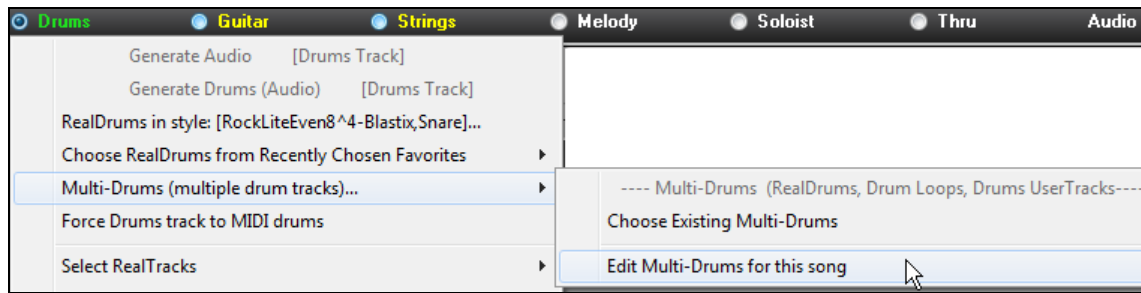 Drums Guitar Strings Melody Soloist Thru Audio
Generate Audio [Drums Track]
Generate Drums (Audio) [Drums Track]
RealDrums in style: [RockLiteEven8^4-Blastix,Snare]...
Choose RealDrums from Recently Chosen Favorites
Multi-Drums (multiple drum tracks)...
Force Drums track to MIDI drums
Select RealTracks
---- Multi-Drums (RealDrums, Drum Loops, Drums UserTracks----
Choose Existing Multi-Drums
Edit Multi-Drums for this song